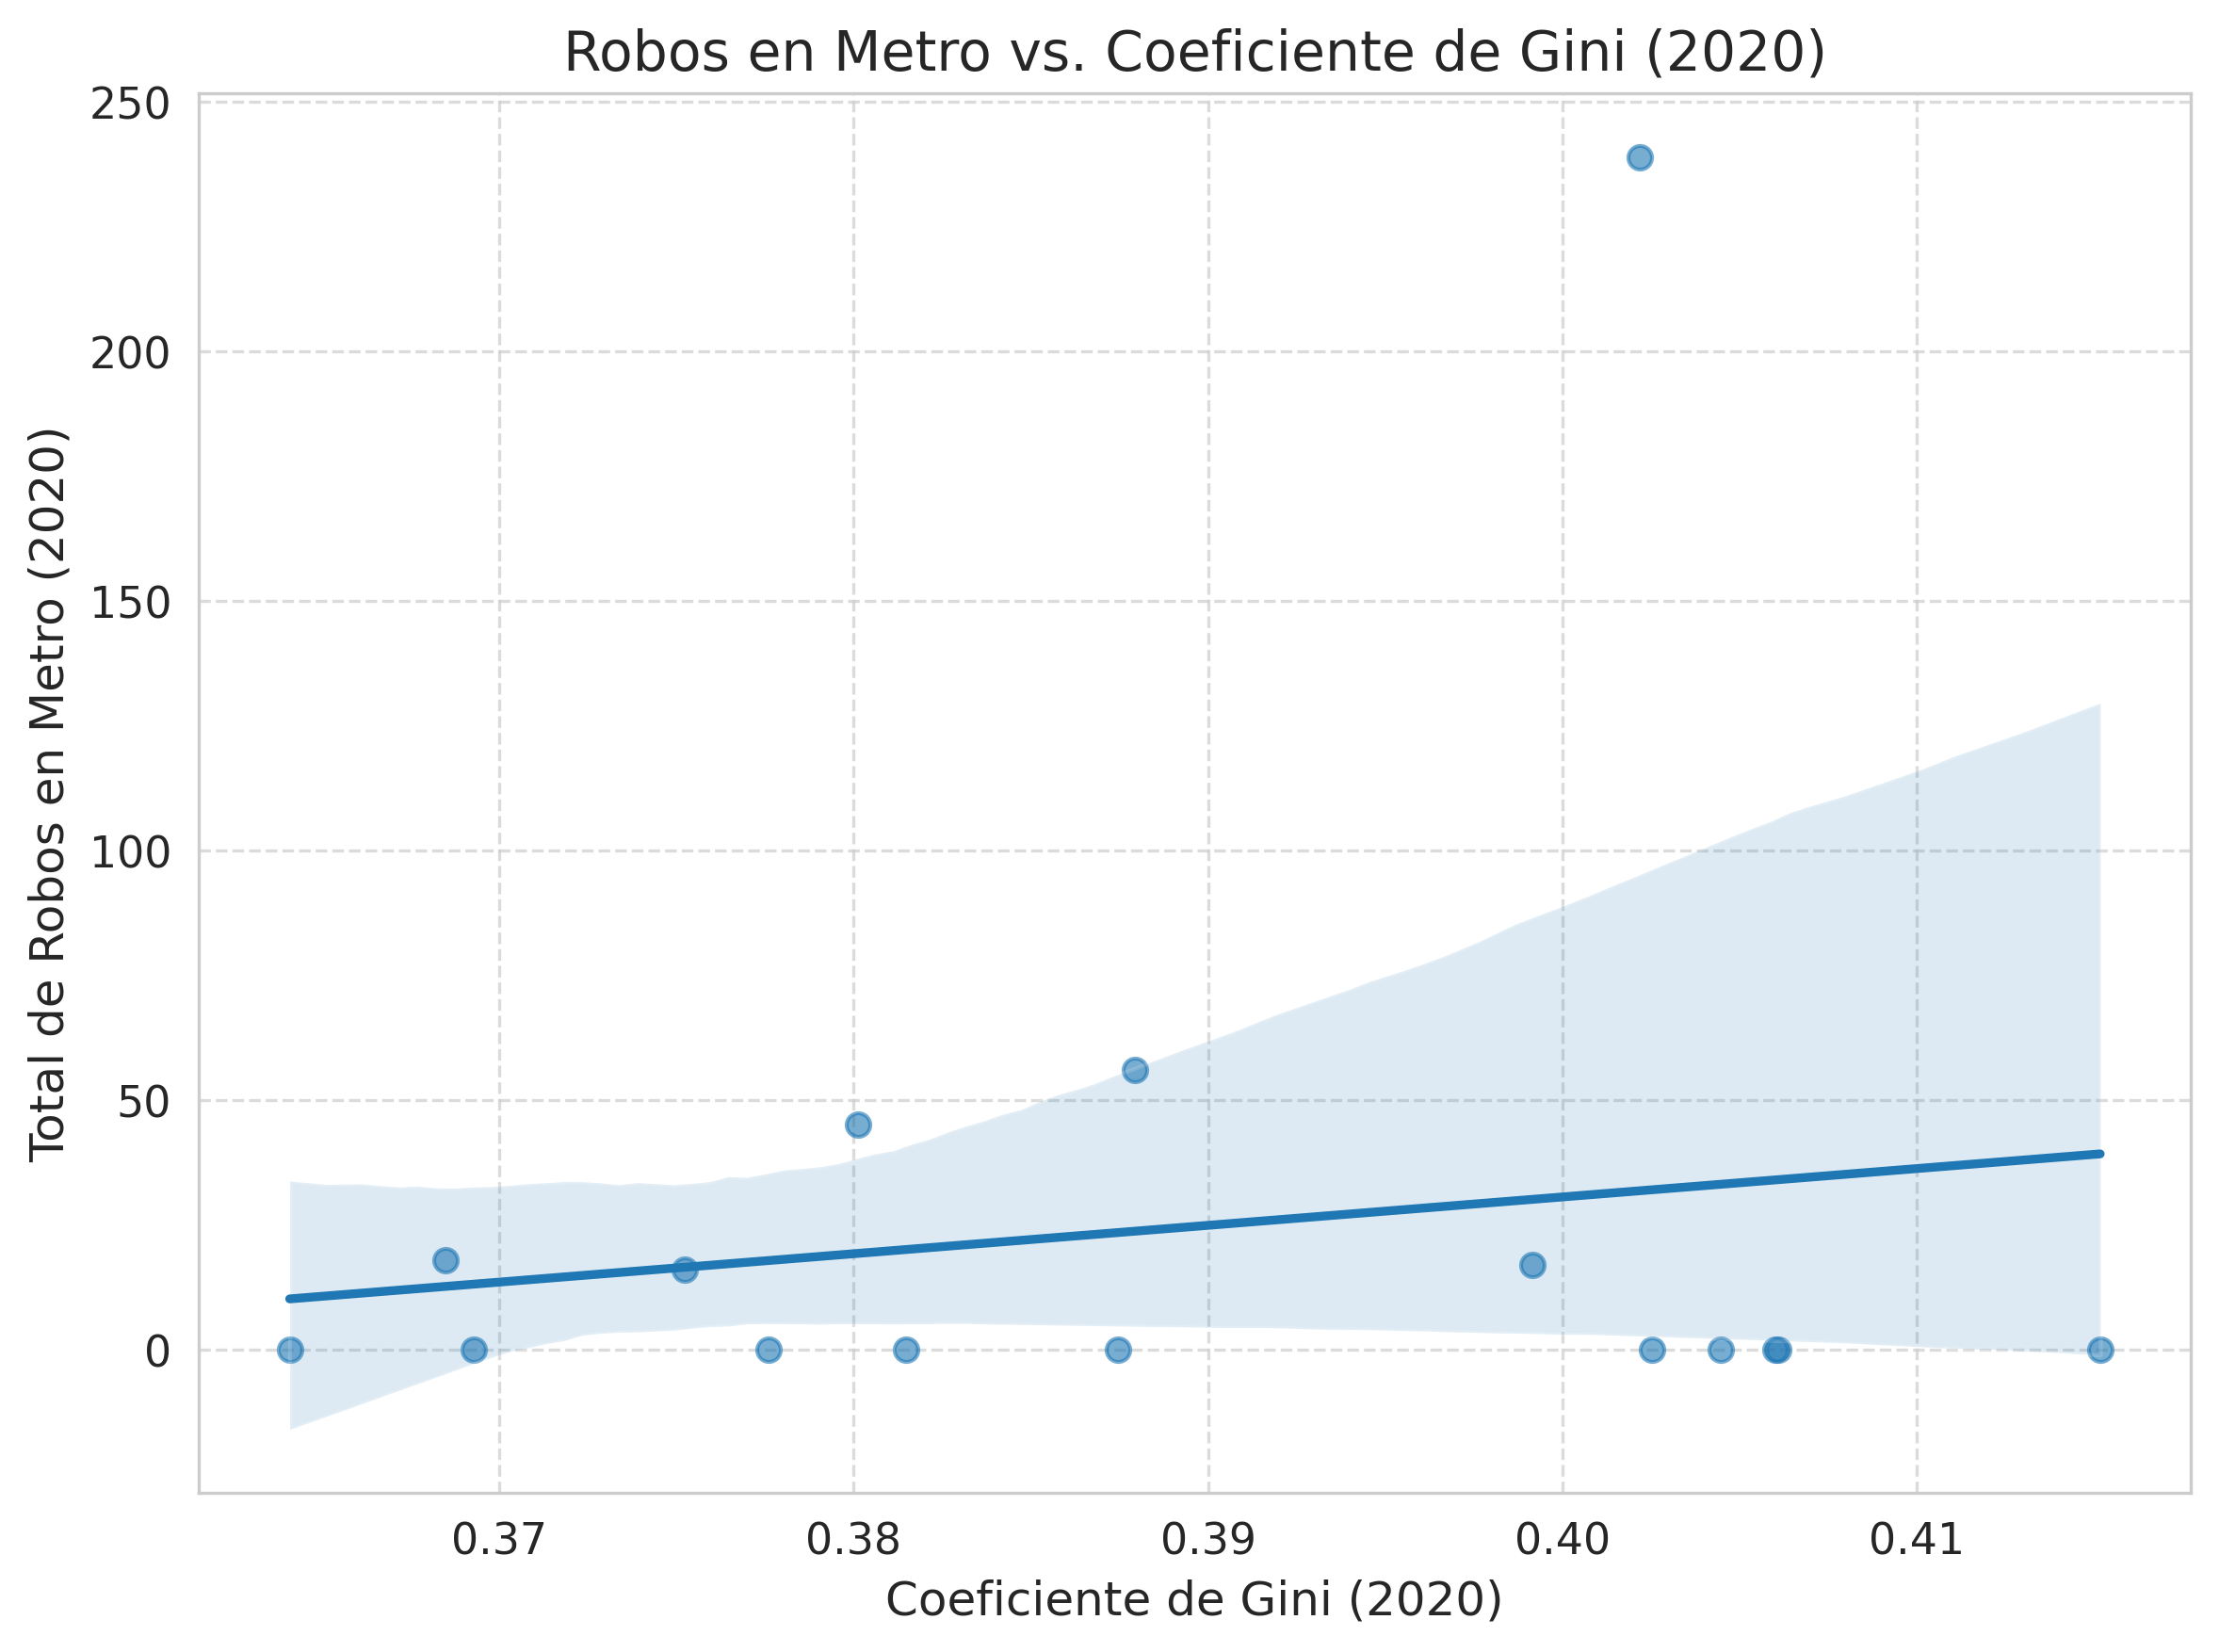 Robos en Metro vs. Coeficiente de Gini (2020)
Total de Robos en Metro (2020)
250
200
150
100
50
0
0.37 0.38 0.39 0.40 0.41
Coeficiente de Gini (2020)